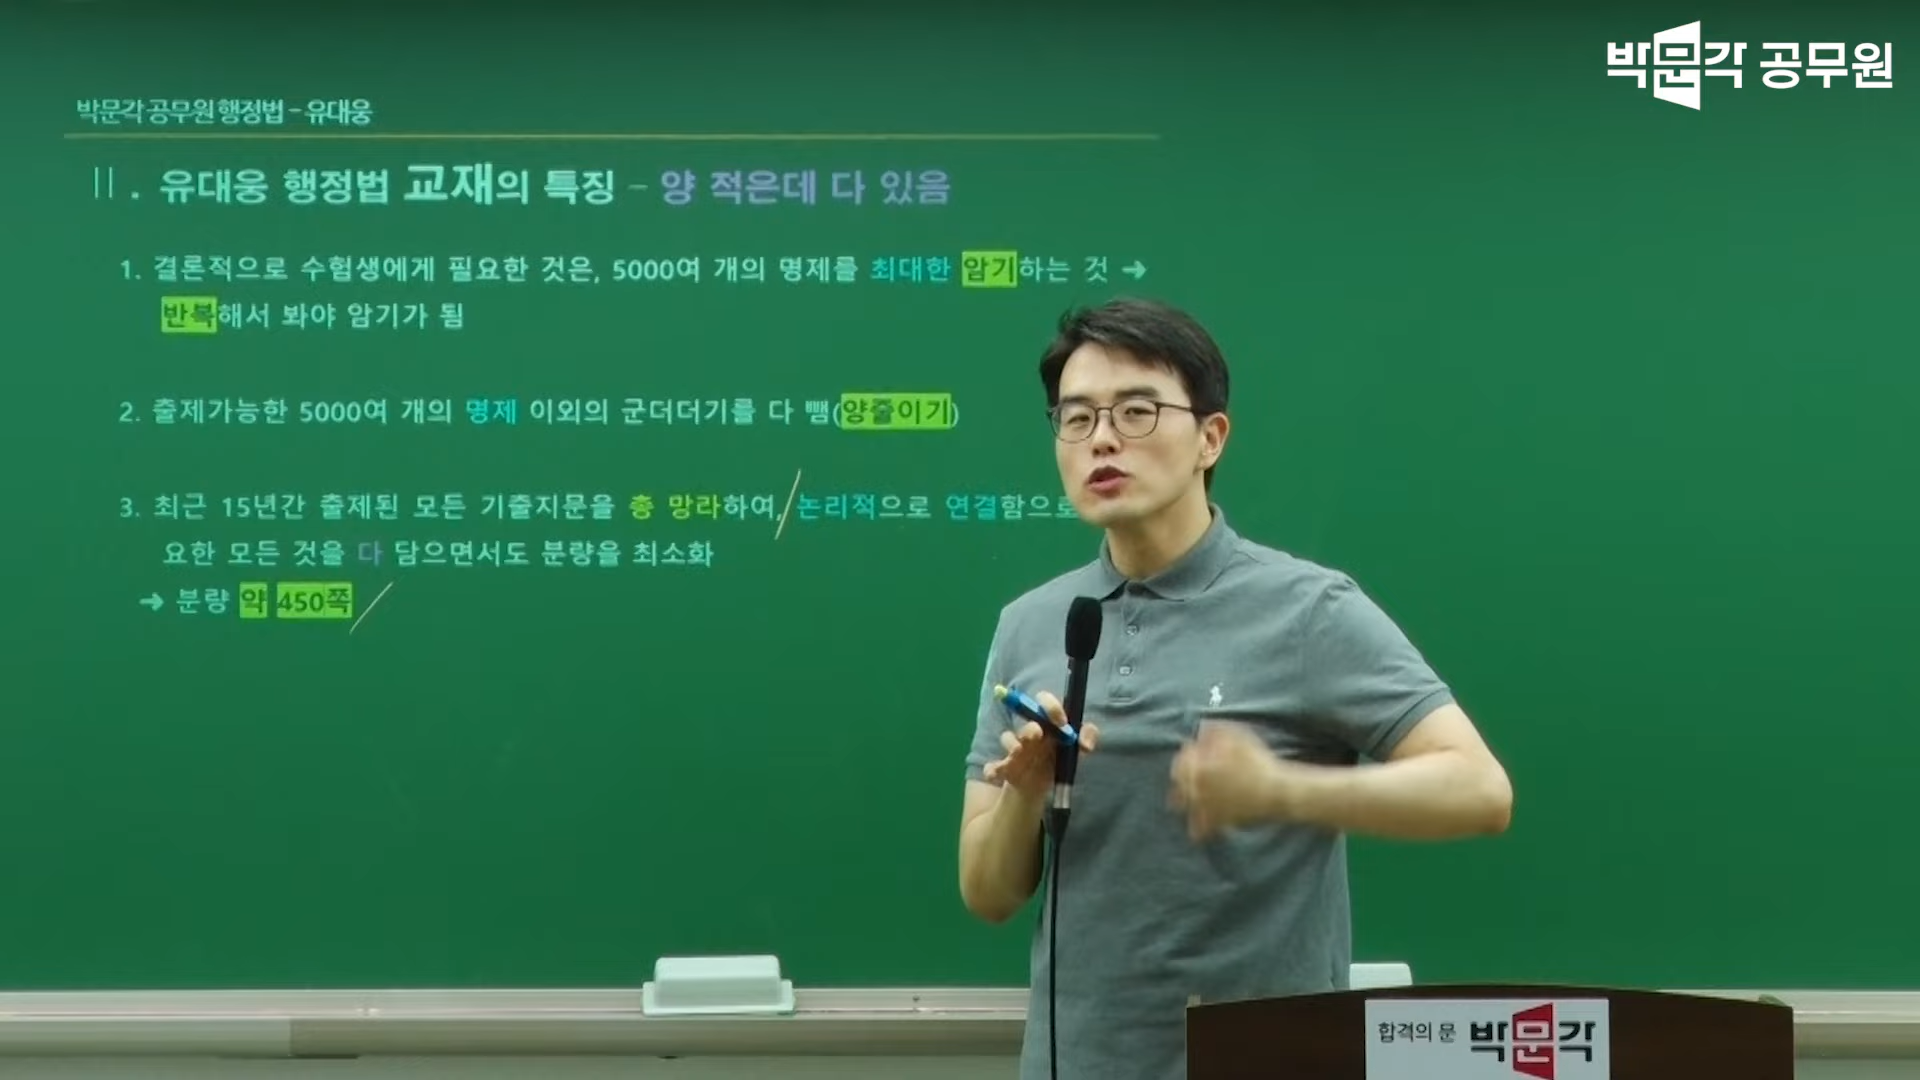 박문각 공무원
박문각 공무원 행정법 - 유대웅
II. 유대웅 행정법 교재의 특징 - 양 적은데 다 있음
1. 결론적으로 수험생에게 필요한 것은, 5000여 개의 명제를 최대한 암기하는 것 →
반복해서 봐야 암기가 됨
2. 출제가능한 5000여 개의 명제 이외의 군더더기를 다 뺌(양줄이기)
3. 최근 15년간 출제된 모든 기출지문을 총 망라하여, 논리적으로 연결함으로
요한 모든 것을 다 담으면서도 분량을 최소화
→ 분량 약 450쪽
합격의 문 박문각